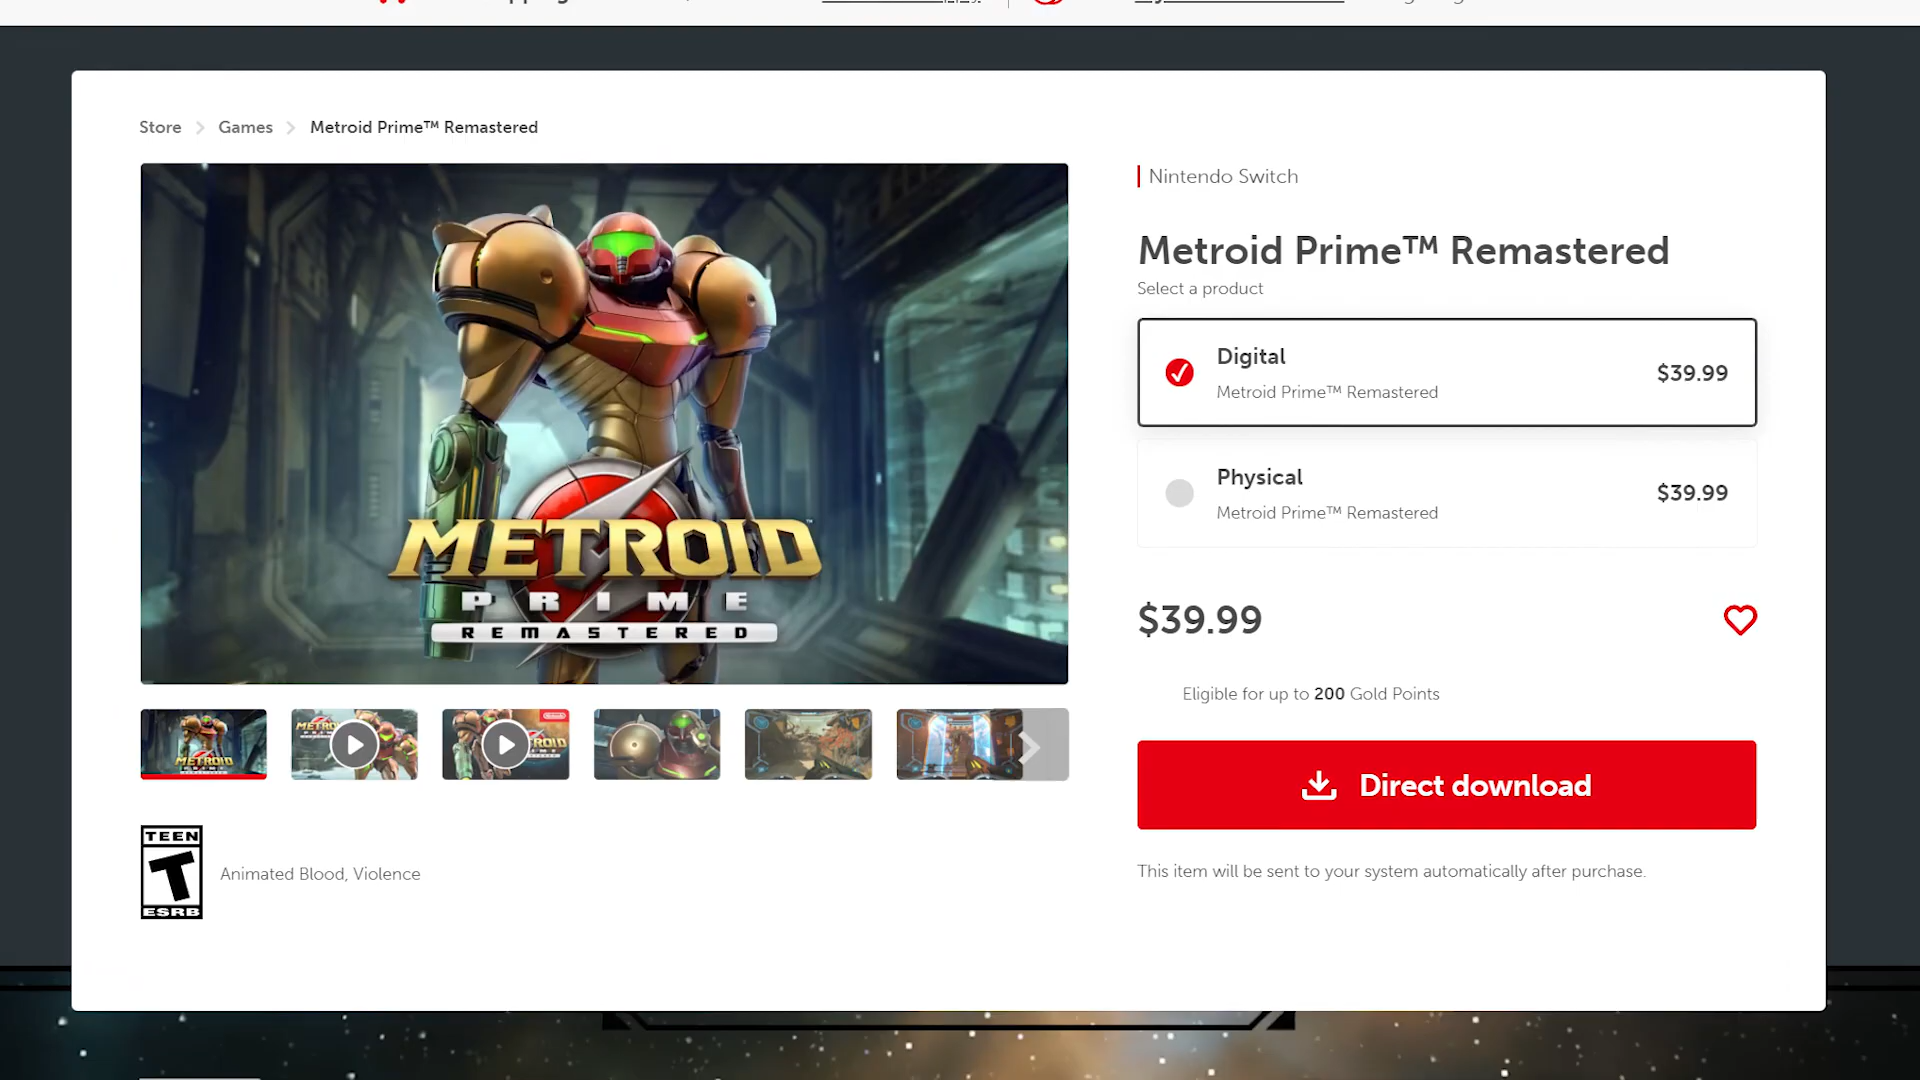 Store Games Metroid Prime™ Remastered
METROID™
PRIME
REMASTERED
Nintendo Switch
Metroid Prime™ Remastered
Select a product
Digital
Metroid Prime™ Remastered
$39.99
Physical
Metroid Prime™ Remastered
$39.99
$39.99
Eligible for up to 200 Gold Points
Direct download
This item will be sent to your system automatically after purchase.
TEEN
T
ESRB
Animated Blood, Violence